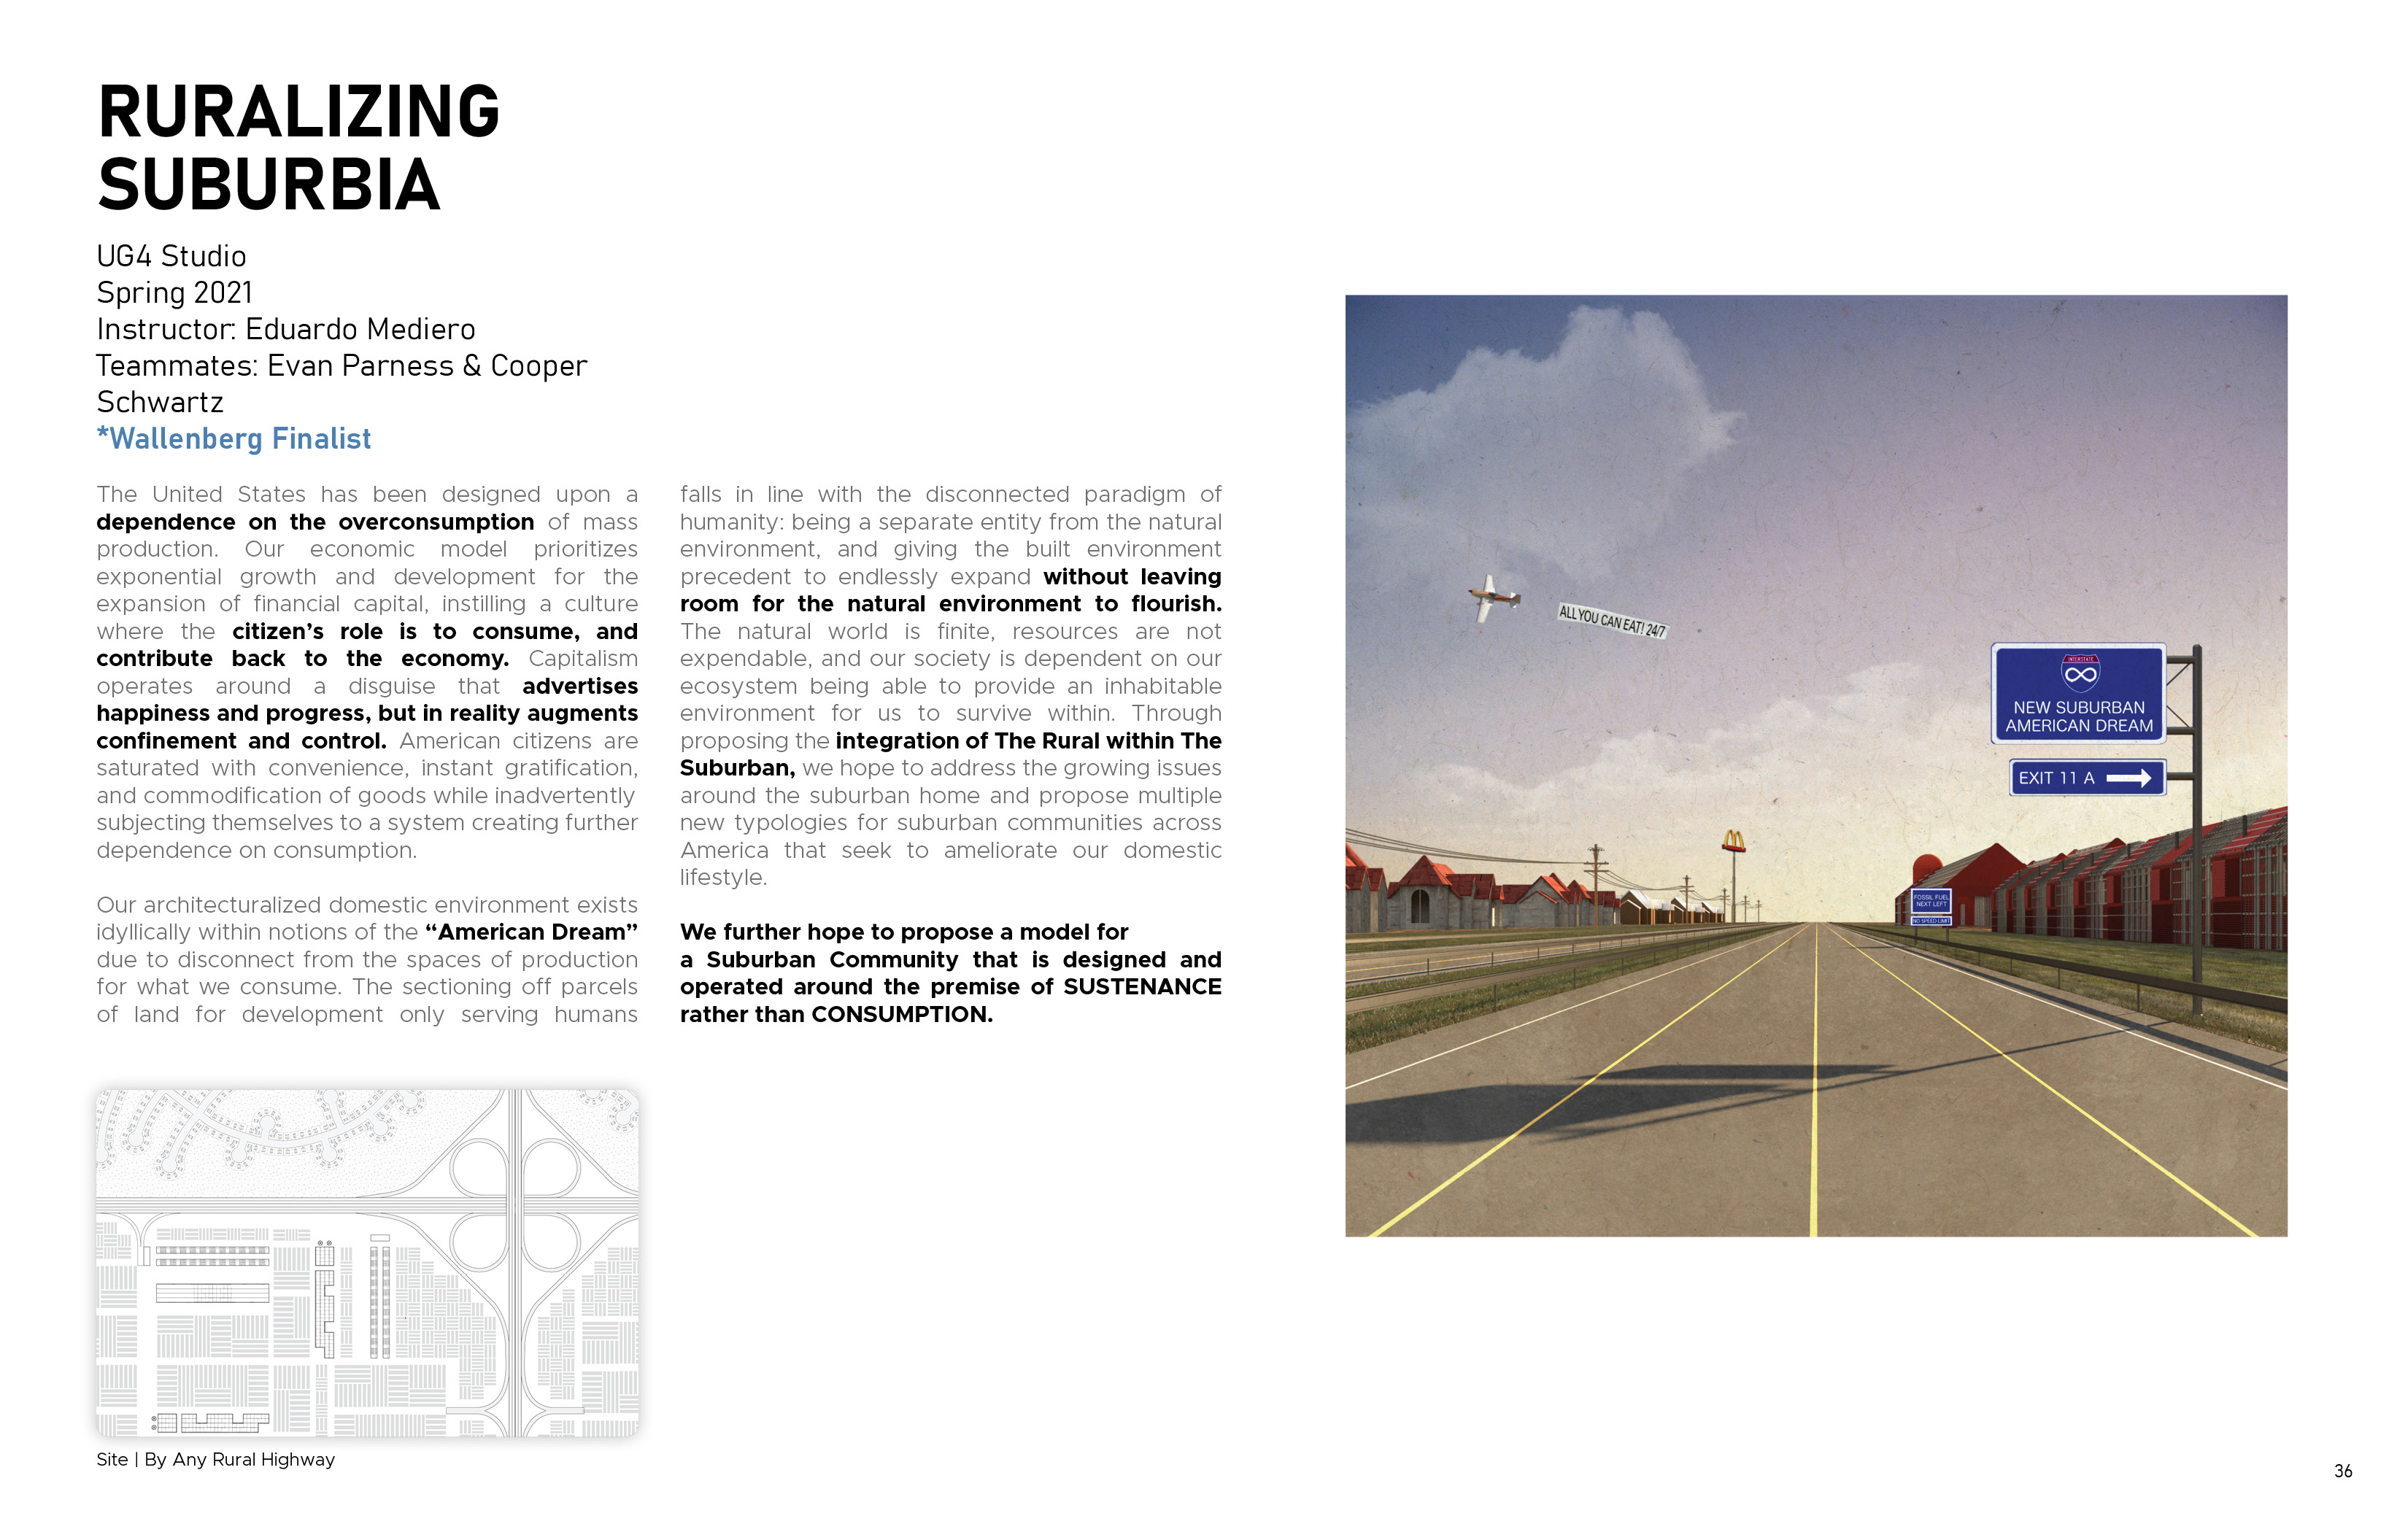 RURALIZING
SUBURBIA
UG4 Studio
Spring 2021
Instructor: Eduardo Mediero
Teammates: Evan Parness & Cooper
Schwartz
*Wallenberg Finalist
The United States has been designed upon a
dependence on the overconsumption of mass
production. Our economic model prioritizes
exponential growth and development for the
expansion of financial capital, instilling a culture
where the citizen’s role is to consume, and
contribute back to the economy. Capitalism
operates around a disguise that advertises
happiness and progress, but in reality augments
confinement and control. American citizens are
saturated with convenience, instant gratification,
and commodification of goods while inadvertently
subjecting themselves to a system creating further
dependence on consumption.
Our architecturalized domestic environment exists
idyllically within notions of the “American Dream”
due to disconnect from the spaces of production
for what we consume. The sectioning off parcels
of land for development only serving humans
falls in line with the disconnected paradigm of
humanity: being a separate entity from the natural
environment, and giving the built environment
precedent to endlessly expand without leaving
room for the natural environment to flourish.
The natural world is finite, resources are not
expendable, and our society is dependent on our
ecosystem being able to provide an inhabitable
environment for us to survive within. Through
proposing the integration of The Rural within The
Suburban, we hope to address the growing issues
around the suburban home and propose multiple
new typologies for suburban communities across
America that seek to ameliorate our domestic
lifestyle.
We further hope to propose a model for
a Suburban Community that is designed and
operated around the premise of SUSTENANCE
rather than CONSUMPTION.
Site | By Any Rural Highway
ALL YOU CAN EAT! 24/7
INTERSTATE
NEW SUBURBAN
AMERICAN DREAM
EXIT 11 A
FOSSIL FUEL
NEXT LEFT
NO SPEED LIMIT
36